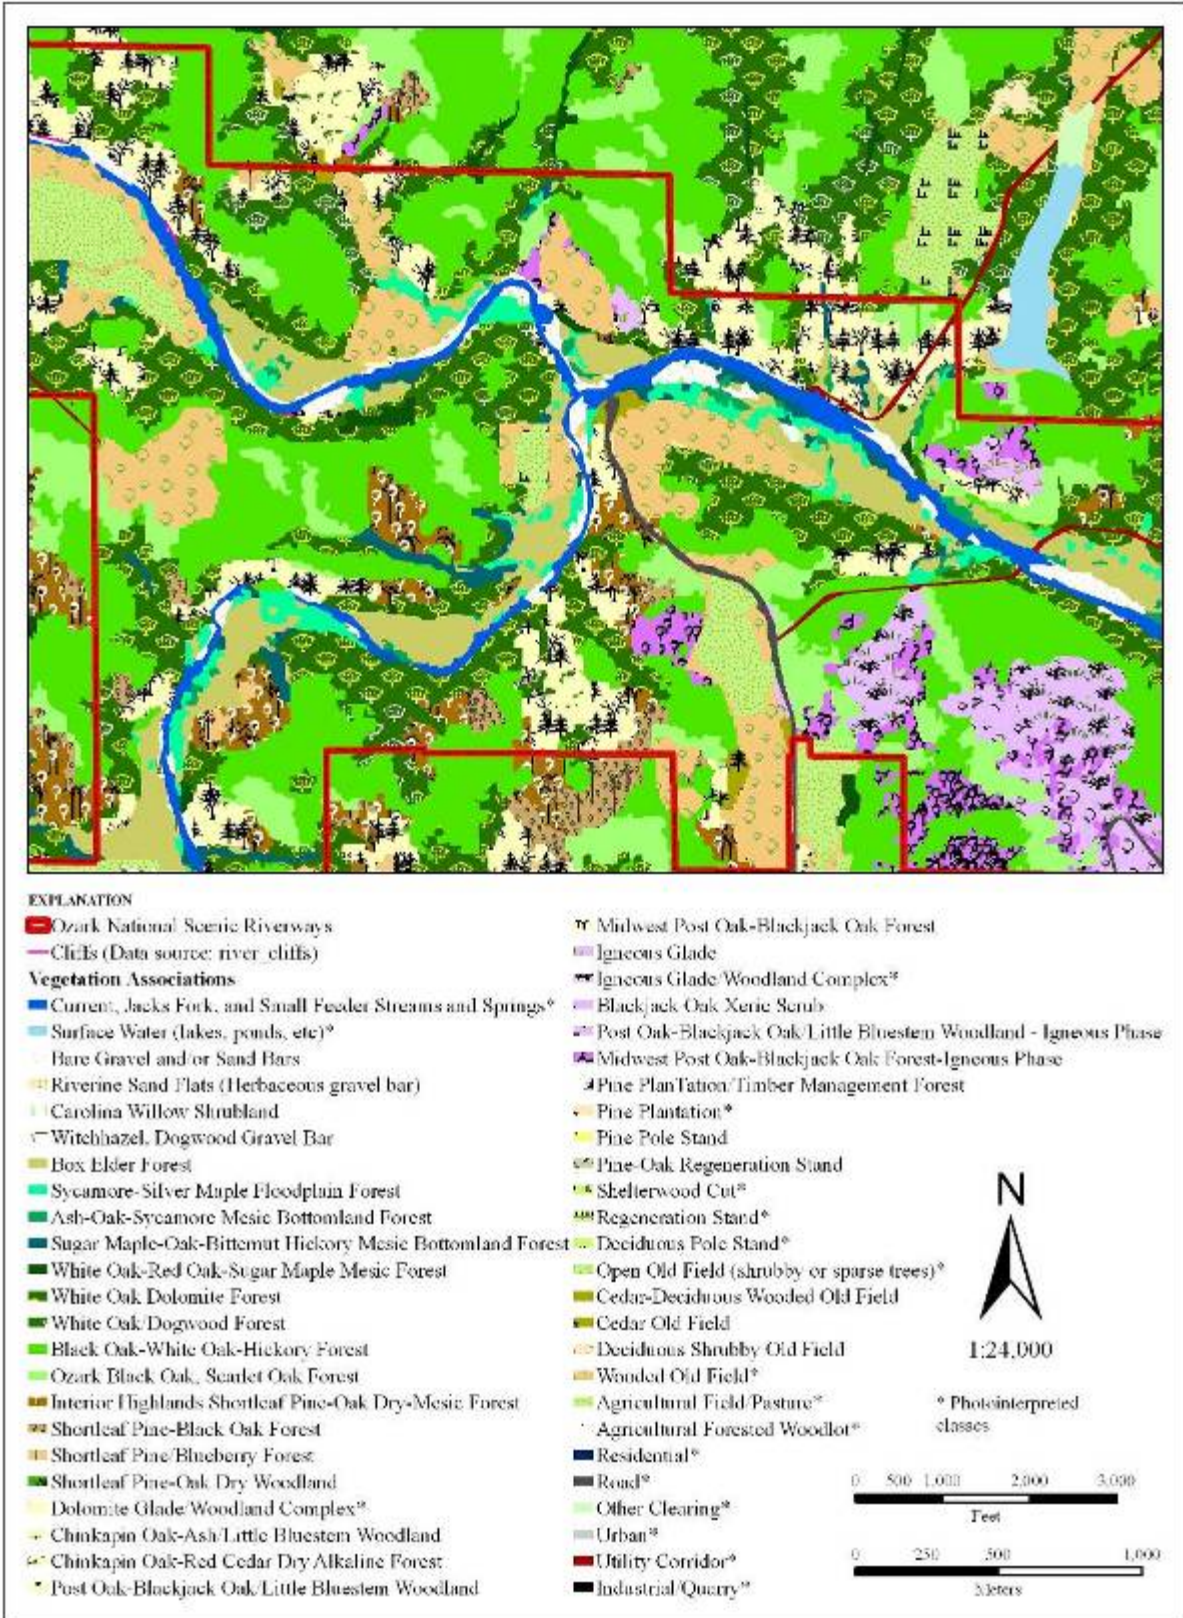 EXPLANATION
Ozark National Scenic Riverways
Cliffs (Data source: river_cliffs)
Vegetation Associations
Current, Jacks Fork, and Small Feeder Streams and Springs*
Surface Water (lakes, ponds, etc)*
Bare Gravel and/or Sand Bars
Riverine Sand Flats (Herbaceous gravel bar)
Carolina Willow Shrubland
Witchhazel, Dogwood Gravel Bar
Box Elder Forest
Sycamore-Silver Maple Floodplain Forest
Ash-Oak-Sycamore Mesic Bottomland Forest
Sugar Maple-Oak-Bitternut Hickory Mesic Bottomland Forest
White Oak-Red Oak-Sugar Maple Mesic Forest
White Oak Dolomite Forest
White Oak/Dogwood Forest
Black Oak-White Oak-Hickory Forest
Ozark Black Oak, Scarlet Oak Forest
Interior Highlands Shortleaf Pine-Oak Dry-Mesic Forest
Shortleaf Pine-Black Oak Forest
Shortleaf Pine/Blueberry Forest
Shortleaf Pine-Oak Dry Woodland
Dolomite Glade/Woodland Complex*
Chinkapin Oak-Ash/Little Bluestem Woodland
Chinkapin Oak-Red Cedar Dry Alkaline Forest
Post Oak-Blackjack Oak/Little Bluestem Woodland
Midwest Post Oak-Blackjack Oak Forest
Igneous Glade
Igneous Glade/Woodland Complex*
Blackjack Oak Xeric Scrub
Post Oak-Blackjack Oak/Little Bluestem Woodland - Igneous Phase
Midwest Post Oak-Blackjack Oak Forest-Igneous Phase
Pine PlanTation/Timber Management Forest
Pine Plantation*
Pine Pole Stand
Pine-Oak Regeneration Stand
Shelterwood Cut*
Regeneration Stand*
Deciduous Pole Stand*
Open Old Field (shrubby or sparse trees)*
Cedar-Deciduous Wooded Old Field
Cedar Old Field
Deciduous Shrubby Old Field
Wooded Old Field*
Agricultural Field/Pasture*
Agricultural Forested Woodlot*
Residential*
Road*
Other Clearing*
Urban*
Utility Corridor*
Industrial/Quarry*
N
1:24,000
* Photointerpreted
classes
0 500 1,000 2,000 3,000
Feet
0 250 500 1,000
Meters